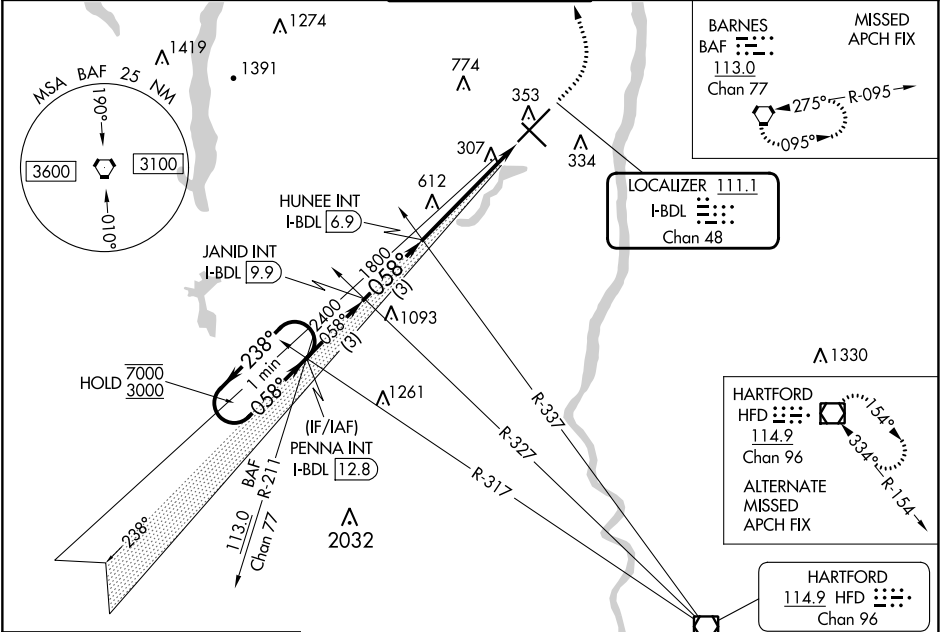 1274
1419
1391
MSA BAF 25 NM
190°
3600
3100
010°
774
353
307
334
612
BARNES
BAF
113.0
Chan 77
MISSED
APCH FIX
275°
R-095
095°
LOCALIZER 111.1
I-BDL
Chan 48
HUNEE INT
I-BDL 6.9
JANID INT
I-BDL 9.9
1800
058°
(3)
2400
058°
(3)
1093
238°
1 min
058°
HOLD 7000
3000
1261
1330
(IF/IAF)
PENNA INT
I-BDL 12.8
R-337
R-327
R-317
BAF
R-211
113.0
Chan 77
2032
238°
HARTFORD
HFD
114.9
Chan 96
154°
334°
R-154
ALTERNATE
MISSED
APCH FIX
HARTFORD
114.9 HFD
Chan 96